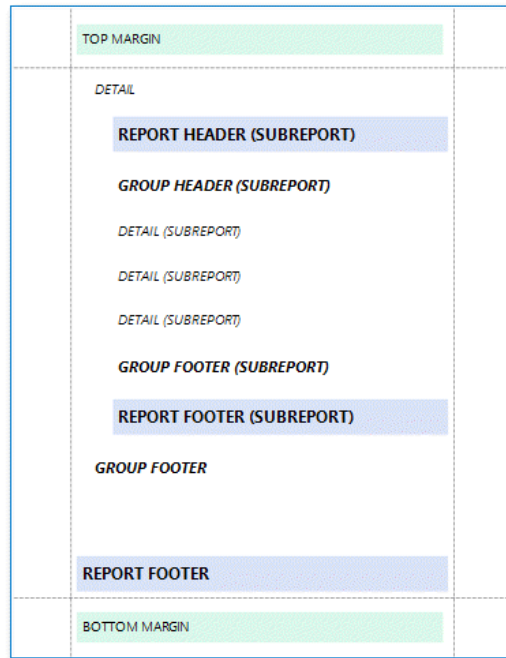 TOP MARGIN
DETAIL
REPORT HEADER (SUBREPORT)
GROUP HEADER (SUBREPORT)
DETAIL (SUBREPORT)
DETAIL (SUBREPORT)
DETAIL (SUBREPORT)
GROUP FOOTER (SUBREPORT)
REPORT FOOTER (SUBREPORT)
GROUP FOOTER
REPORT FOOTER
BOTTOM MARGIN